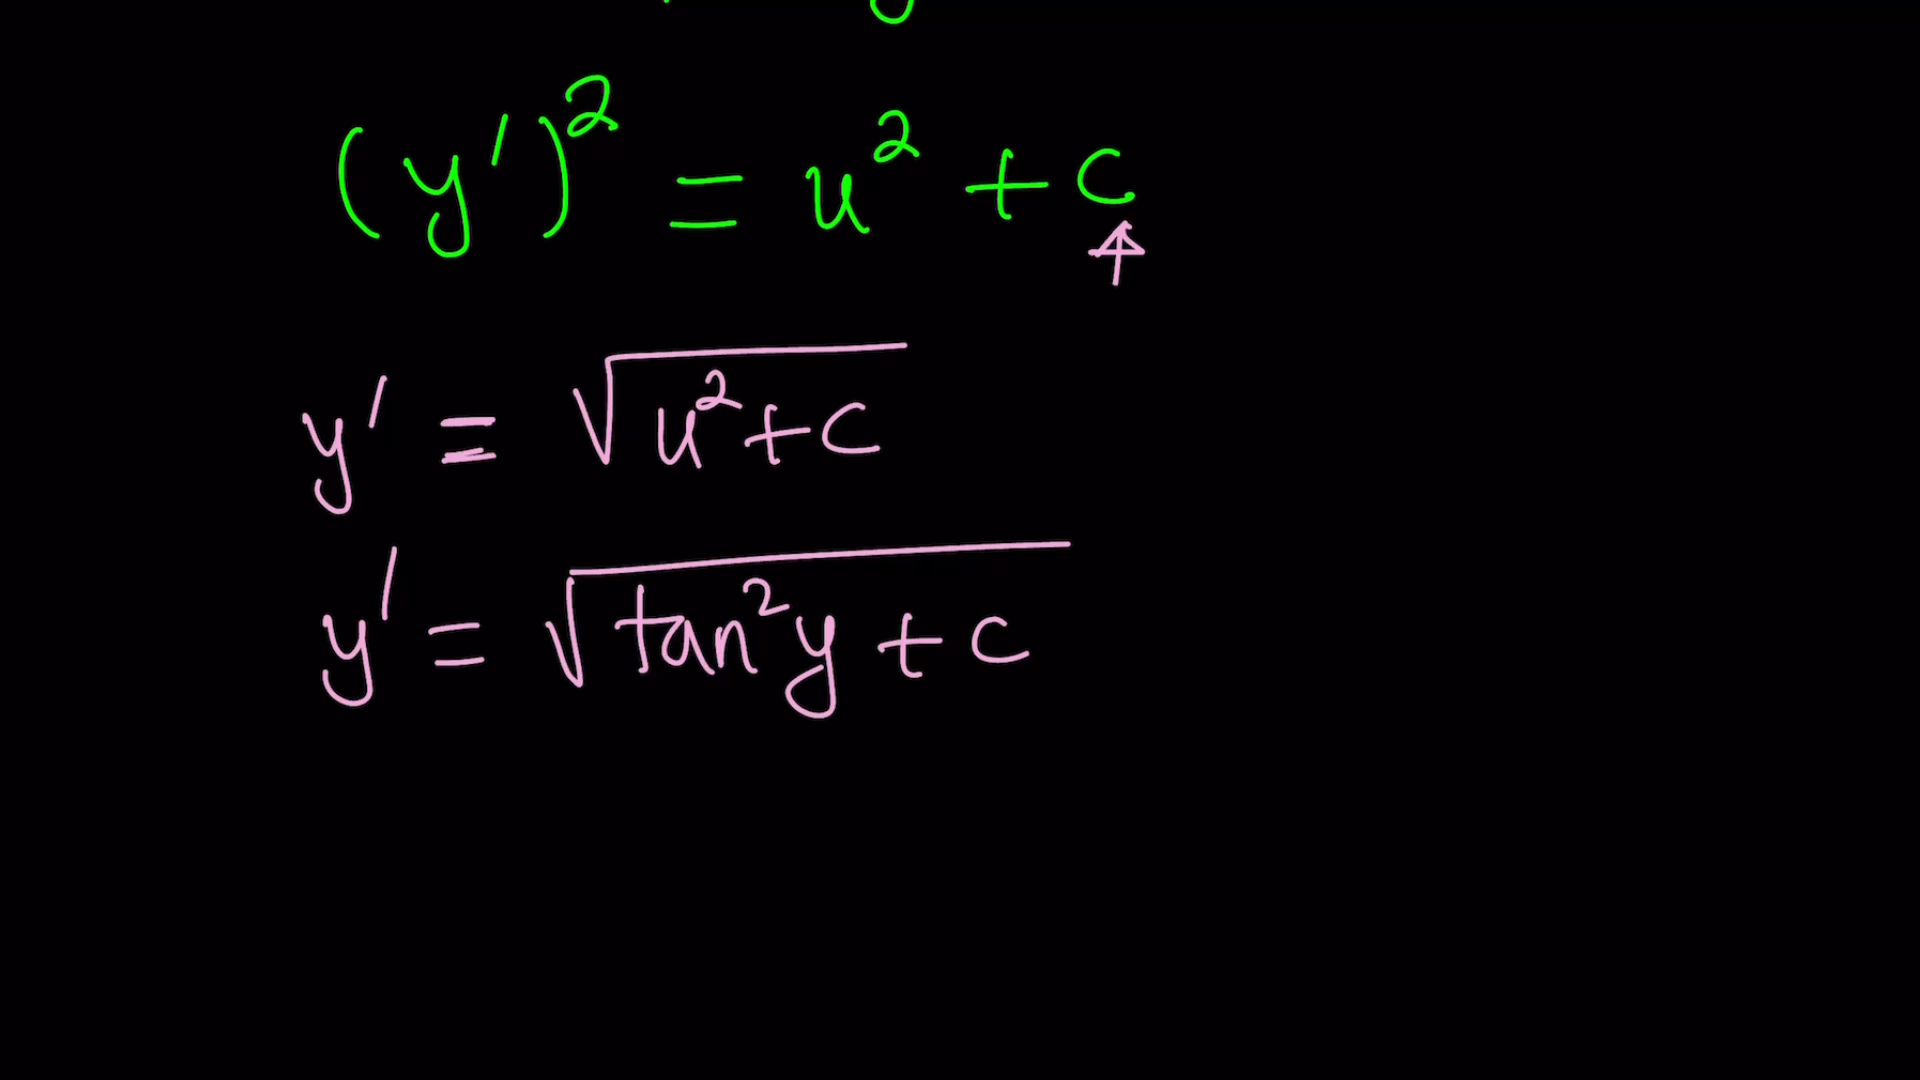 (y')² = u² + c
y' = √(u² + c)
y' = √(tan²y + c)